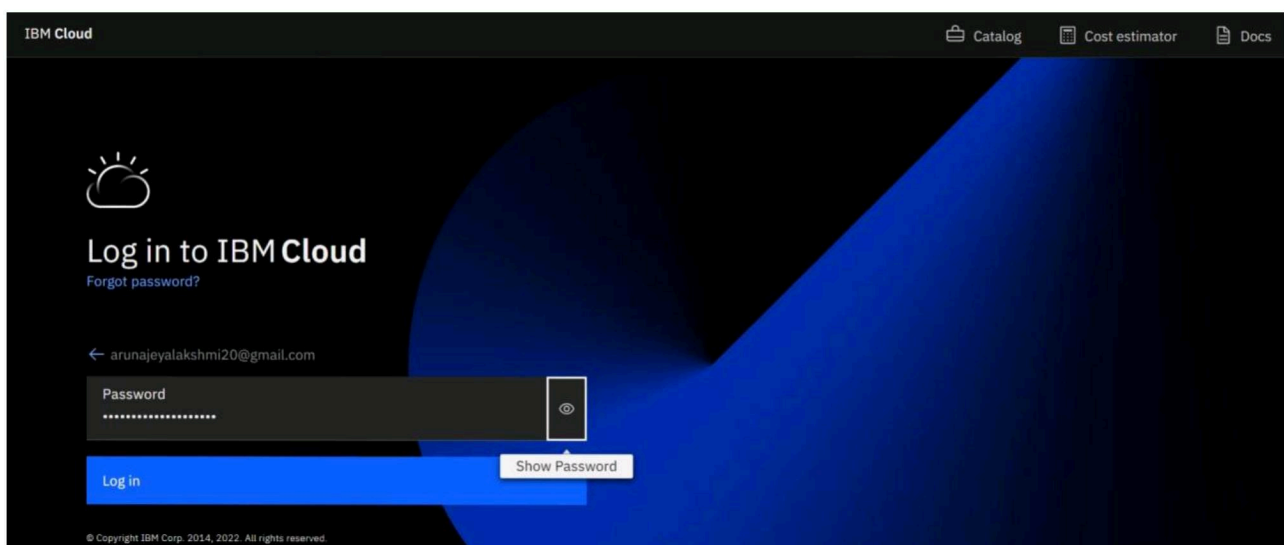 IBM Cloud
Catalog
Cost estimator
Docs
Log in to IBM Cloud
Forgot password?
← arunajeyalakshmi20@gmail.com
Password
••••••••••••••••••••
Show Password
Log in
© Copyright IBM Corp. 2014, 2022. All rights reserved.